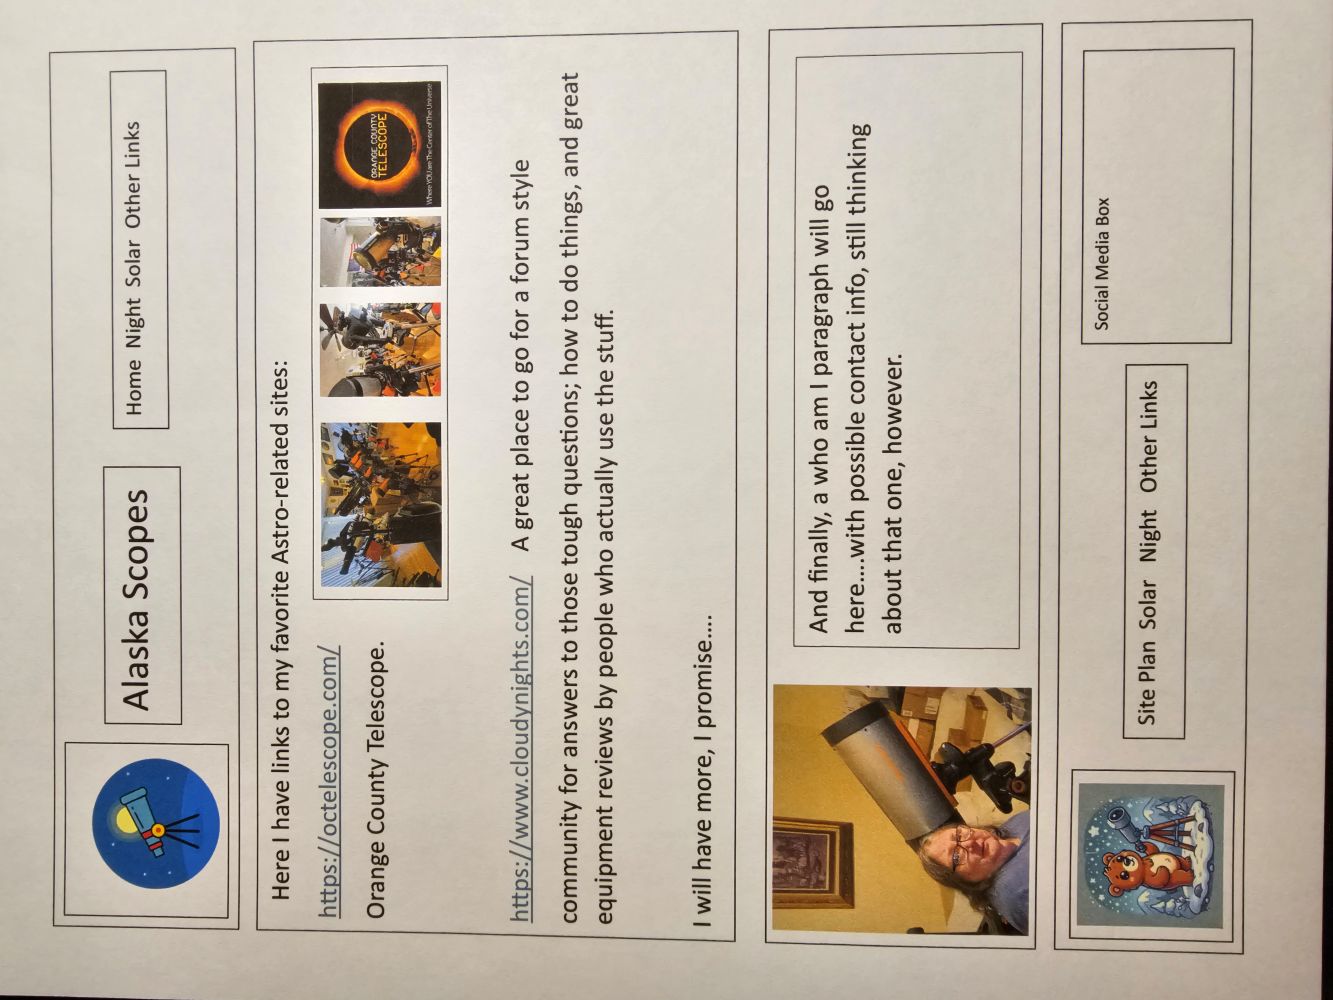 Alaska Scopes
Home Night Solar Other Links
Here I have links to my favorite Astro-related sites:
https://octelescope.com/
Orange County Telescope.
ORANGE COUNTY
TELESCOPE
Where YOU are The Center of The Universe
https://www.cloudynights.com/ A great place to go for a forum style
community for answers to those tough questions; how to do things, and great
equipment reviews by people who actually use the stuff.
I will have more, I promise....
And finally, a who am I paragraph will go
here....with possible contact info, still thinking
about that one, however.
Site Plan Solar Night Other Links
Social Media Box